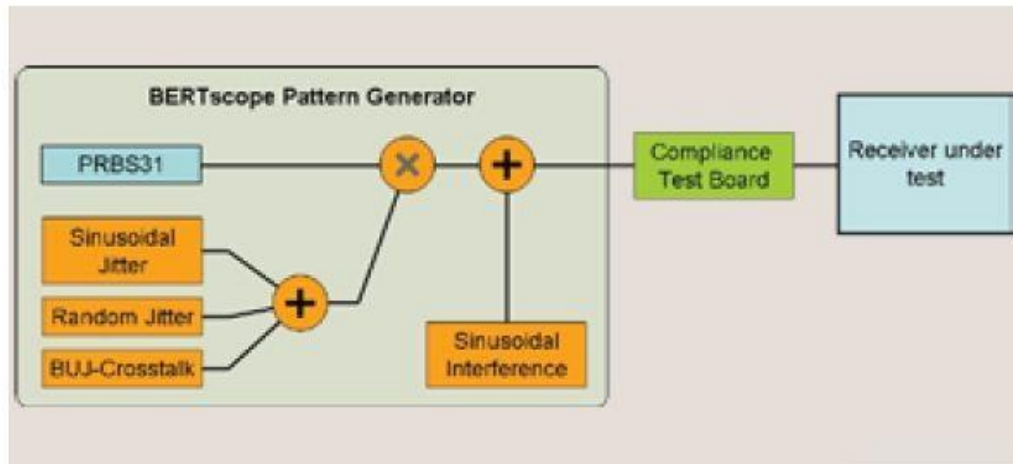 BERTscope Pattern Generator
PRBS31
Sinusoidal
Jitter
Random Jitter
BUJ-Crosstalk
Sinusoidal
Interference
Compliance
Test Board
Receiver under
test